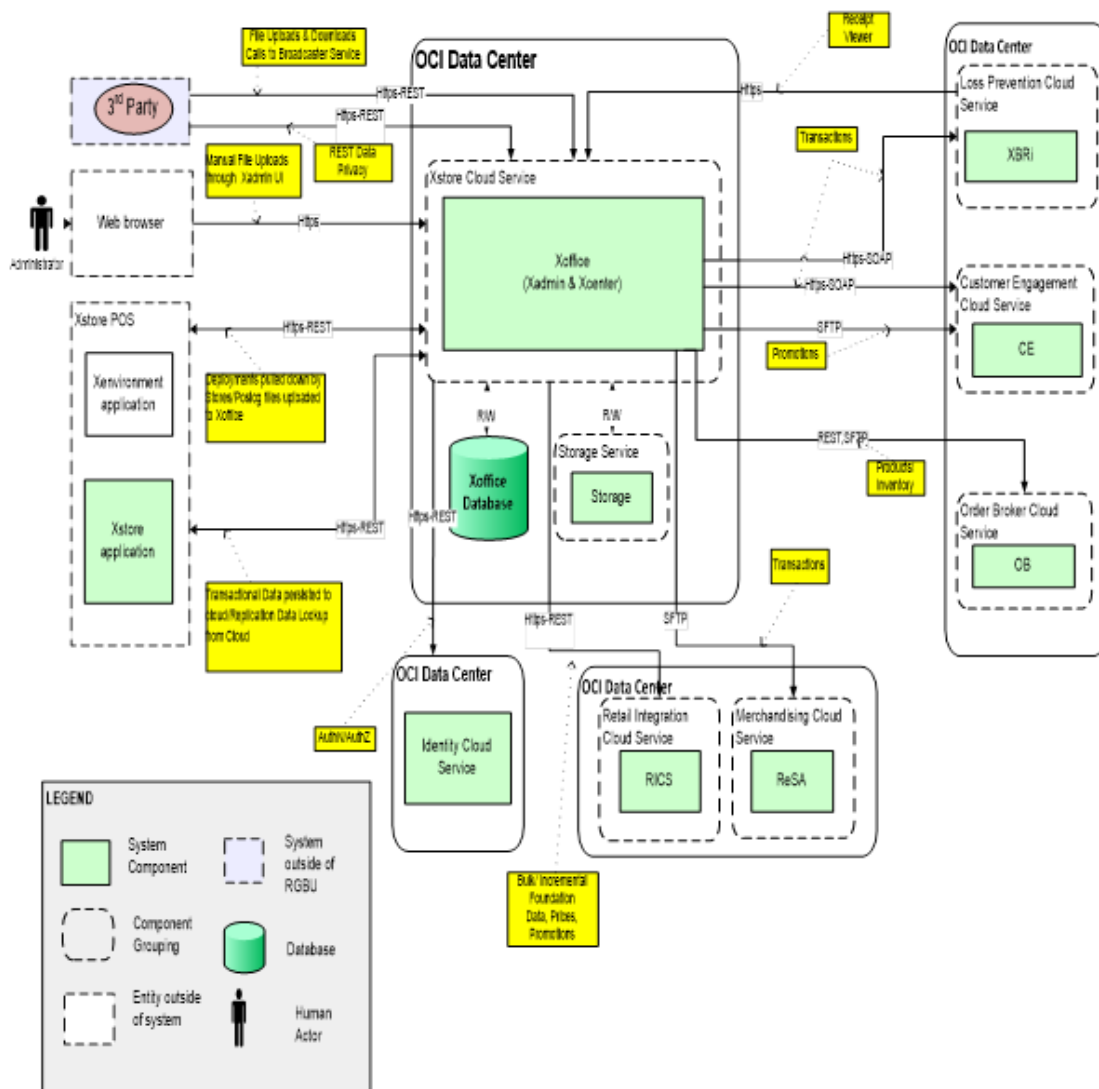 File Uploads & Downloads
Calls to Broadcaster Service
Receipt
Viewer
OCI Data Center
OCI Data Center
3rd Party
Https-REST
Https-REST
Https
Loss Prevention Cloud
Service
XBRi
Transactions
Manual File Uploads
through Xadmin UI
REST Data
Privacy
Xstore Cloud Service
Web browser
Https
Administrator
Xoffice
(Xadmin & Xcenter)
Https-SOAP
Https-SOAP
SFTP
Customer Engagement
Cloud Service
CE
Promotions
Xstore POS
Https-REST
Xenvironment
application
Deployments pulled down by
Stores/Poslog files uploaded
to Xoffice
R/W
R/W
Xoffice
Database
Storage Service
Storage
REST,SFTP
Products/
Inventory
Order Broker Cloud
Service
OB
Xstore
application
Https-REST
Https-REST
Transactional Data persisted to
cloud/Replication Data Lookup
from Cloud
Transactions
Https-REST
SFTP
OCI Data Center
OCI Data Center
AuthN/AuthZ
Identity Cloud
Service
Retail Integration
Cloud Service
RICS
Merchandising Cloud
Service
ReSA
Bulk/ Incremental
Foundation
Data, Prices,
Promotions
LEGEND
System
Component
System
outside of
RGBU
Component
Grouping
Database
Entity outside
of system
Human
Actor